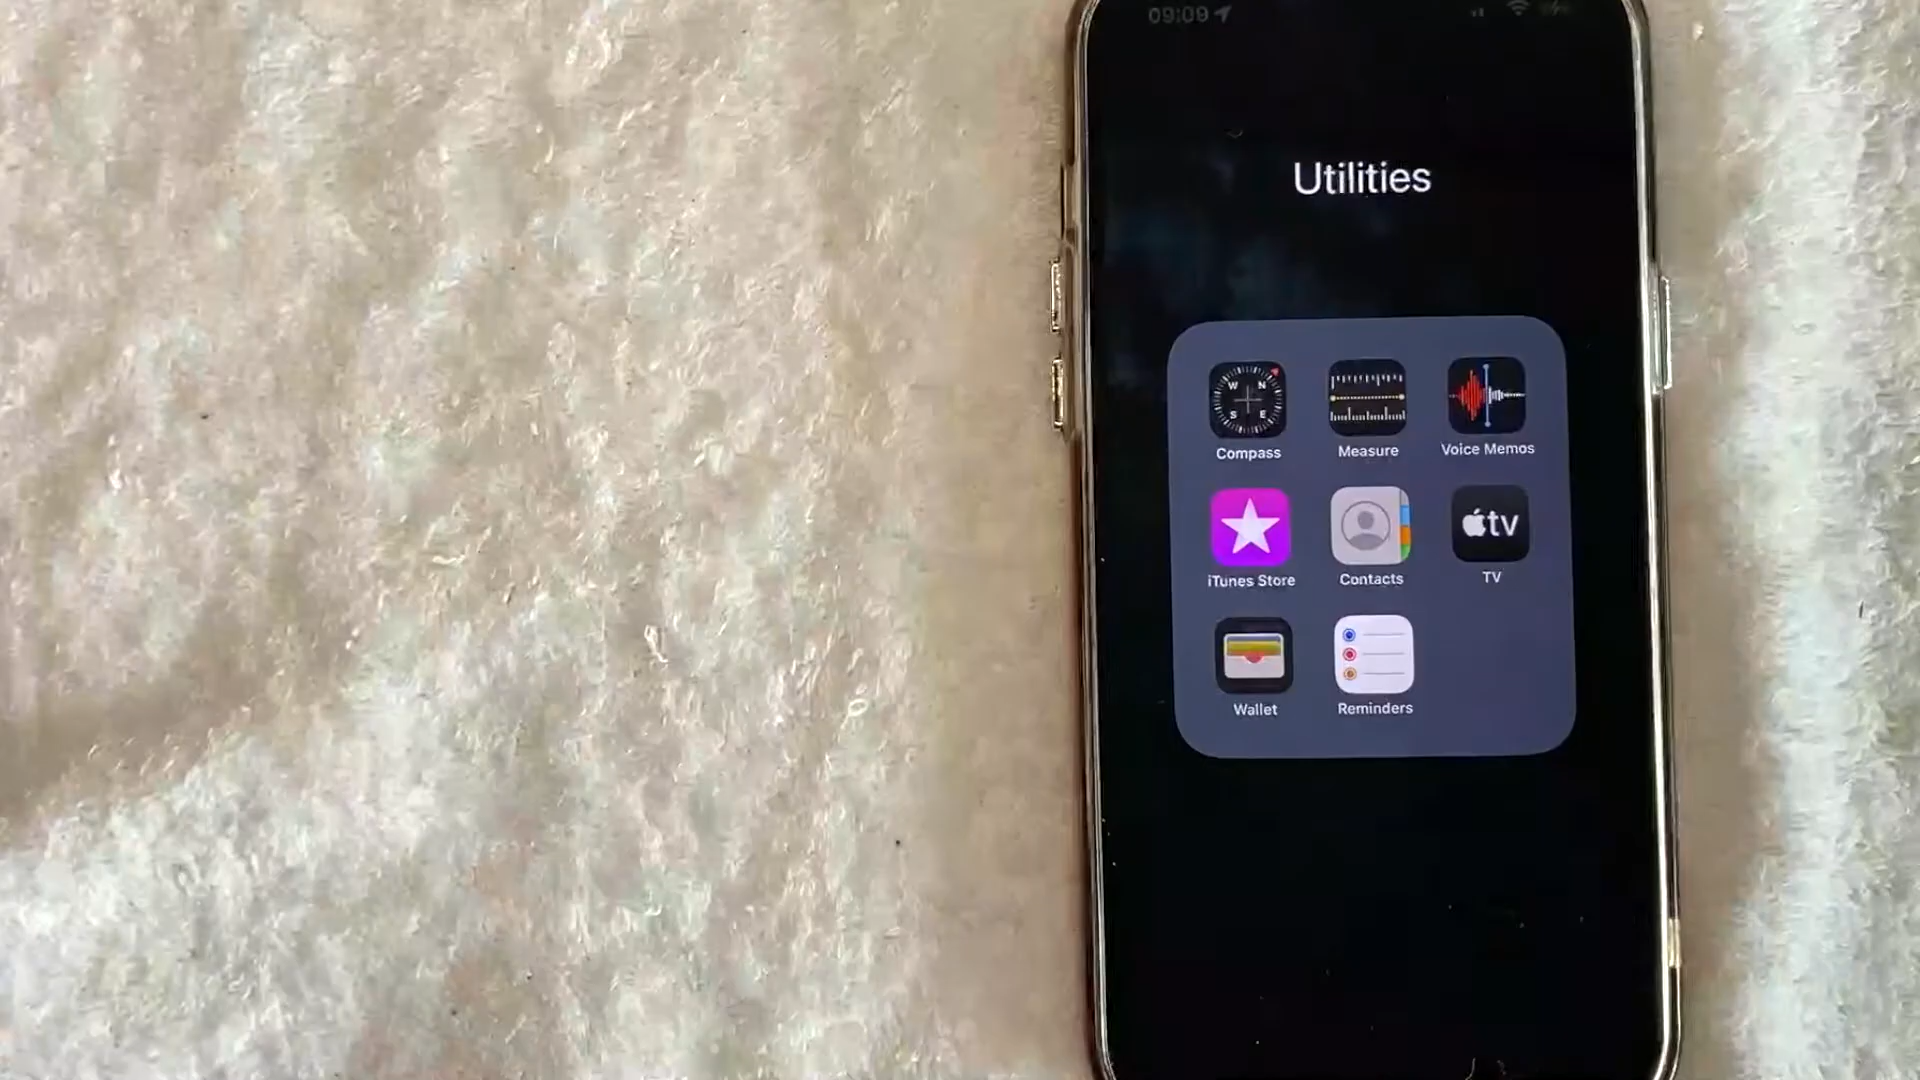 09:09
Utilities
W N
S E
Compass
Measure
Voice Memos
iTunes Store
Contacts
tv
TV
Wallet
Reminders